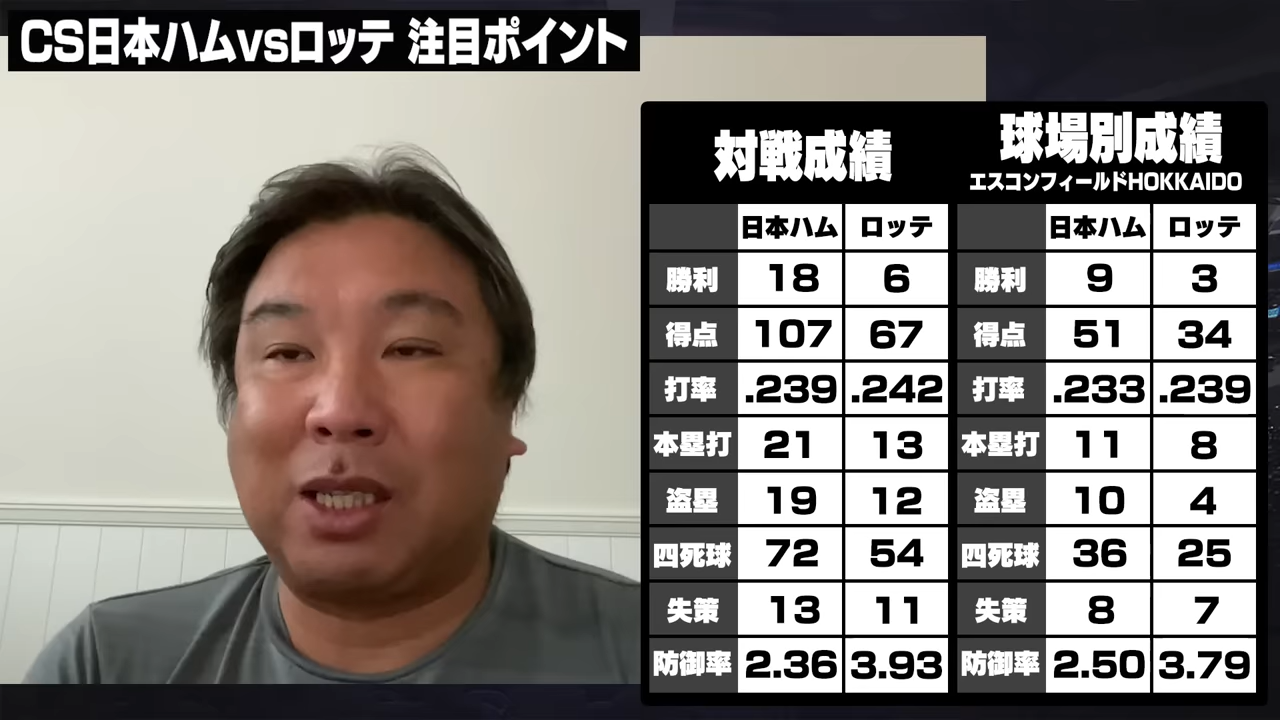 CS日本ハムvsロッテ 注目ポイント
対戦成績
日本ハム ロッテ
勝利 18 6
得点 107 67
打率 .239 .242
本塁打 21 13
盗塁 19 12
四死球 72 54
失策 13 11
防御率 2.36 3.93
球場別成績
エスコンフィールドHOKKAIDO
日本ハム ロッテ
勝利 9 3
得点 51 34
打率 .233 .239
本塁打 11 8
盗塁 10 4
四死球 36 25
失策 8 7
防御率 2.50 3.79